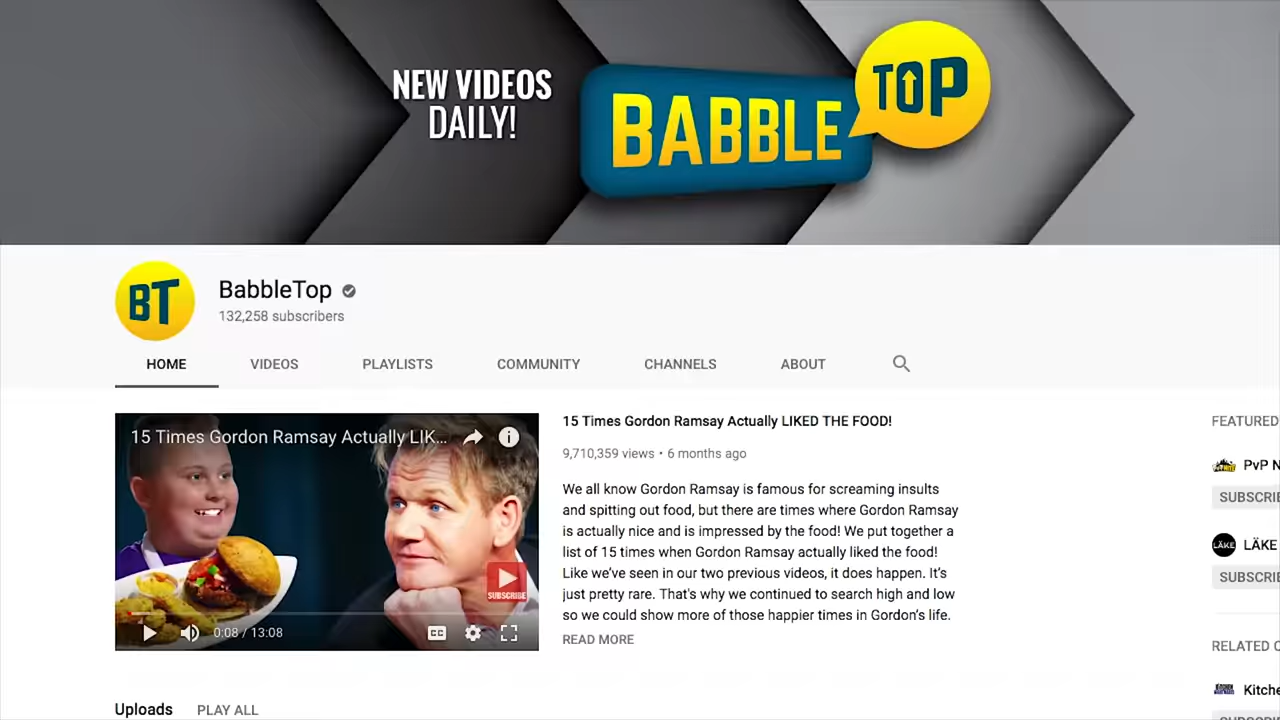 NEW VIDEOS
DAILY!
BABBLE
TOP
BT
BabbleTop
132,258 subscribers
HOME VIDEOS PLAYLISTS COMMUNITY CHANNELS ABOUT
15 Times Gordon Ramsay Actually LIK...
SUBSCRIBE
0:08 / 13:08
CC
15 Times Gordon Ramsay Actually LIKED THE FOOD!
9,710,359 views • 6 months ago
We all know Gordon Ramsay is famous for screaming insults
and spitting out food, but there are times where Gordon Ramsay
is actually nice and is impressed by the food! We put together a
list of 15 times when Gordon Ramsay actually liked the food!
Like we’ve seen in our two previous videos, it does happen. It’s
just pretty rare. That's why we continued to search high and low
so we could show more of those happier times in Gordon’s life.
READ MORE
FEATURED
PvP N
SUBSCRI
LÄKE
LÄKE
SUBSCRI
RELATED C
Kitche
Uploads PLAY ALL